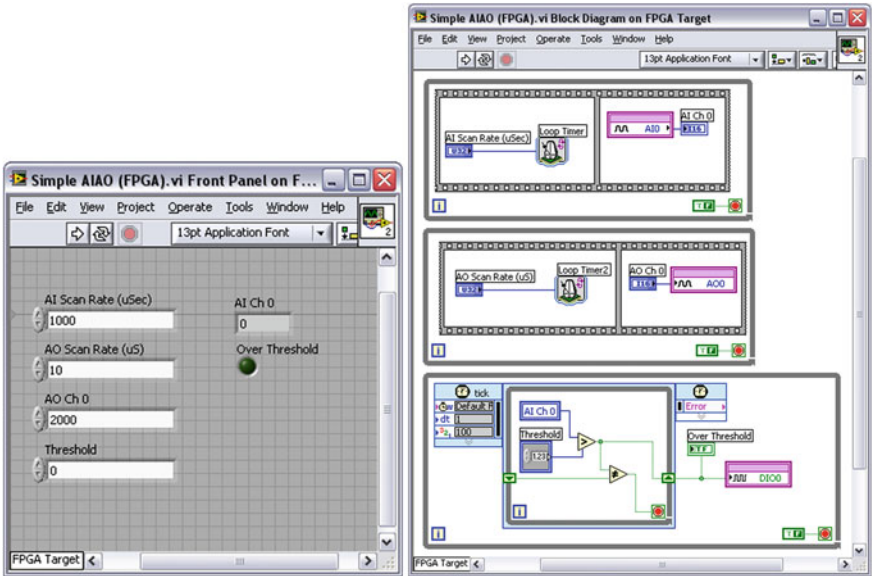 Simple AIAO (FPGA).vi Front Panel on F...
File Edit View Project Operate Tools Window Help
13pt Application Font
2
AI Scan Rate (uSec)
1000
AI Ch 0
0
AO Scan Rate (uS)
10
Over Threshold
AO Ch 0
2000
Threshold
0
FPGA Target
Simple AIAO (FPGA).vi Block Diagram on FPGA Target
File Edit View Project Operate Tools Window Help
13pt Application Font
2
AI Scan Rate (uSec)
U32
Loop Timer
AI0
AI Ch 0
I16
i
T F
AO Scan Rate (uS)
U32
Loop Timer2
AO Ch 0
I16
AO0
i
T F
tick
dt 1
100
AI Ch 0
Threshold
1.23
>
≠
i
Error
Over Threshold
TF
DIO0
i
T F
FPGA Target